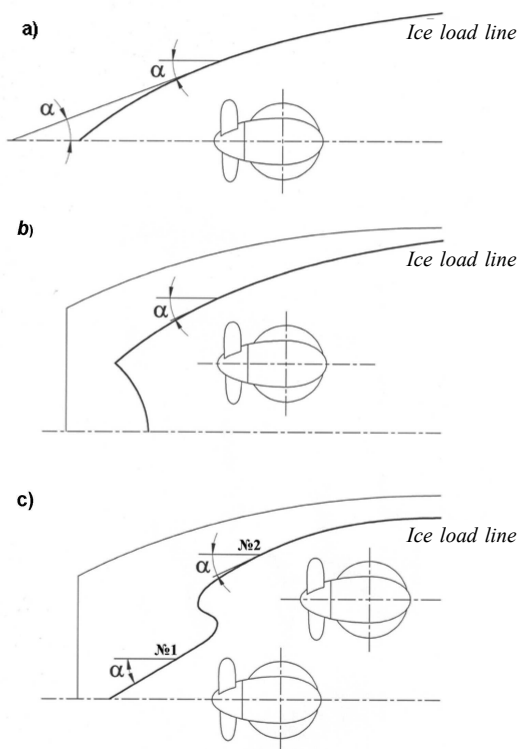 a)
Ice load line
α
α
b)
Ice load line
α
c)
Ice load line
№2
α
№1
α